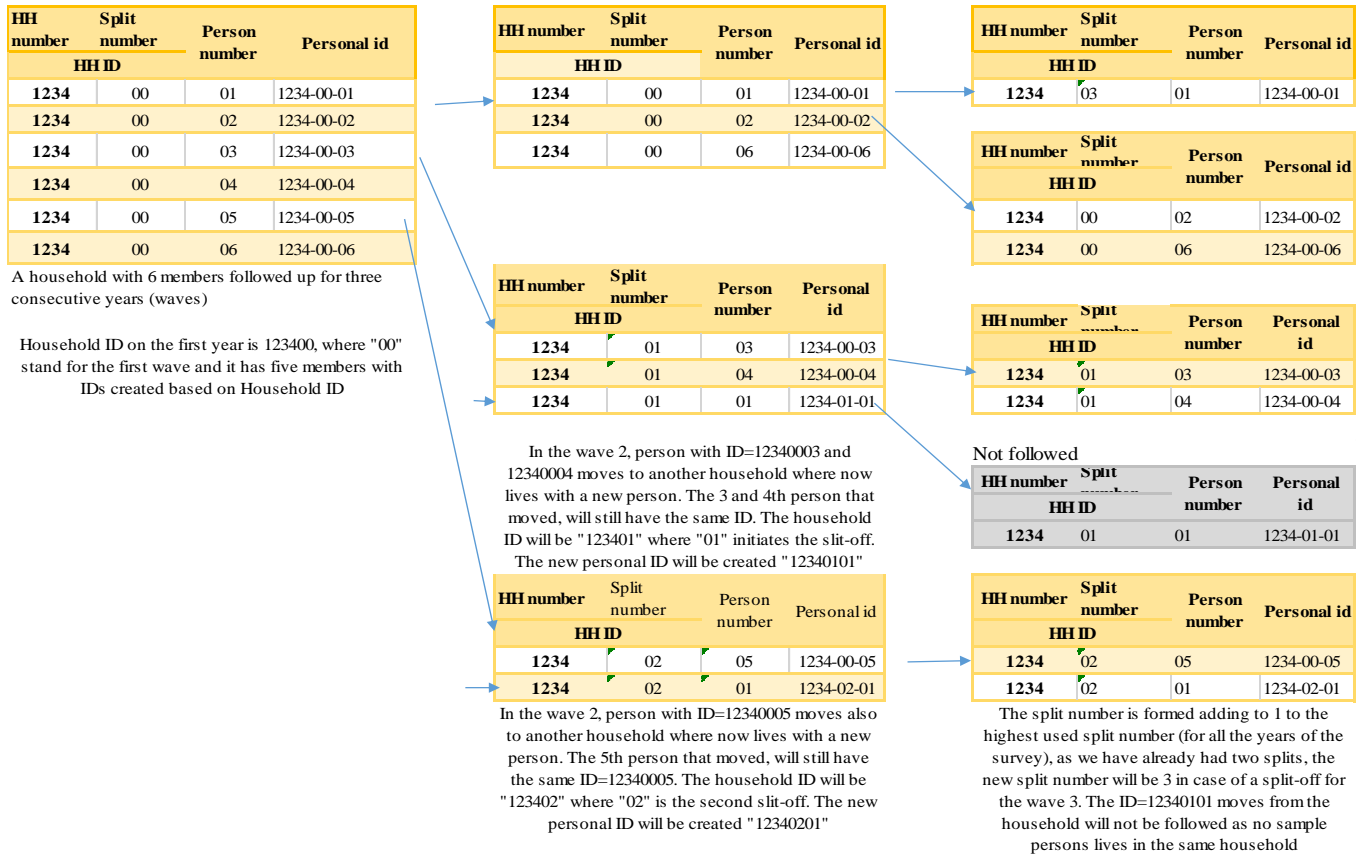 HH number Split number Person number Personal id
HH ID
1234 00 01 1234-00-01
1234 00 02 1234-00-02
1234 00 03 1234-00-03
1234 00 04 1234-00-04
1234 00 05 1234-00-05
1234 00 06 1234-00-06
A household with 6 members followed up for three
consecutive years (waves)
Household ID on the first year is 123400, where "00"
stand for the first wave and it has five members with
IDs created based on Household ID
HH number Split number Person number Personal id
HH ID
1234 00 01 1234-00-01
1234 00 02 1234-00-02
1234 00 06 1234-00-06
HH number Split number Person number Personal id
HH ID
1234 01 03 1234-00-03
1234 01 04 1234-00-04
1234 01 01 1234-01-01
In the wave 2, person with ID=12340003 and
12340004 moves to another household where now
lives with a new person. The 3 and 4th person that
moved, will still have the same ID. The household
ID will be "123401" where "01" initiates the slit-off.
The new personal ID will be created "12340101"
HH number Split number Person number Personal id
HH ID
1234 02 05 1234-00-05
1234 02 01 1234-02-01
In the wave 2, person with ID=12340005 moves also
to another household where now lives with a new
person. The 5th person that moved, will still have
the same ID=12340005. The household ID will be
"123402" where "02" is the second slit-off. The new
personal ID will be created "12340201"
HH number Split number Person number Personal id
HH ID
1234 03 01 1234-00-01
HH number Split number Person number Personal id
HH ID
1234 00 02 1234-00-02
1234 00 06 1234-00-06
HH number Split number Person number Personal id
HH ID
1234 01 03 1234-00-03
1234 01 04 1234-00-04
Not followed
HH number Split number Person number Personal id
HH ID
1234 01 01 1234-01-01
HH number Split number Person number Personal id
HH ID
1234 02 05 1234-00-05
1234 02 01 1234-02-01
The split number is formed adding to 1 to the
highest used split number (for all the years of the
survey), as we have already had two splits, the
new split number will be 3 in case of a split-off for
the wave 3. The ID=12340101 moves from the
household will not be followed as no sample
persons lives in the same household